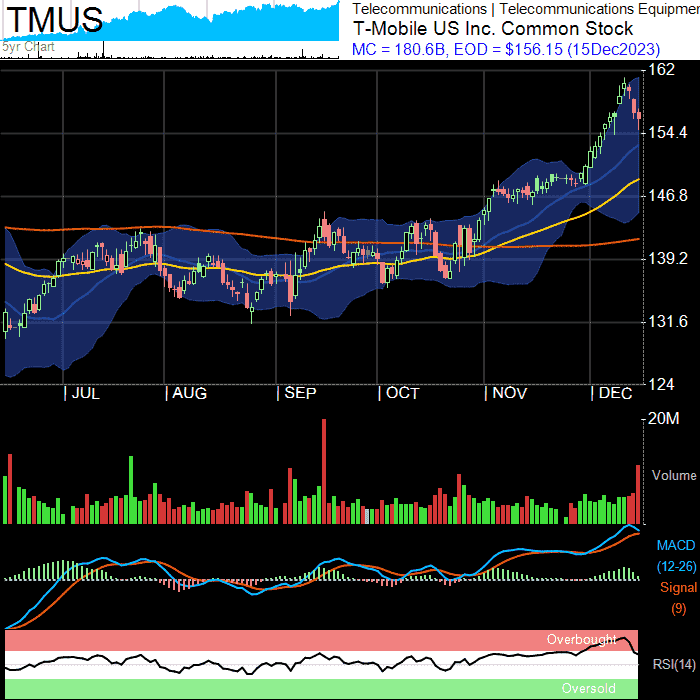 TMUS
5yr Chart
Telecommunications | Telecommunications Equipmen
T-Mobile US Inc. Common Stock
MC = 180.6B, EOD = $156.15 (15Dec2023)
162
154.4
146.8
139.2
131.6
124
| JUL | AUG | SEP | OCT | NOV | DEC
20M
Volume
MACD
(12-26)
Signal
(9)
Overbought
RSI(14)
Oversold